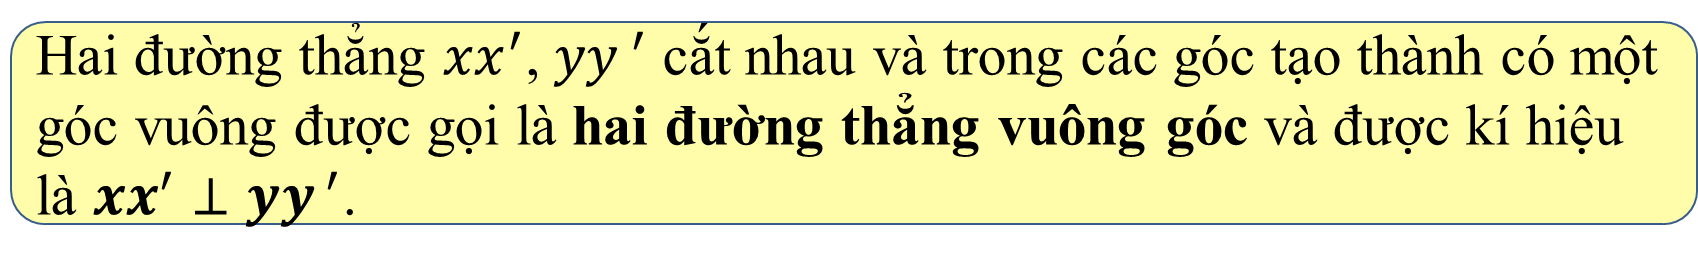 Hai đường thẳng xx′, yy ′ cắt nhau và trong các góc tạo thành có một
góc vuông được gọi là hai đường thẳng vuông góc và được kí hiệu
là xx′ ⊥ yy ′.